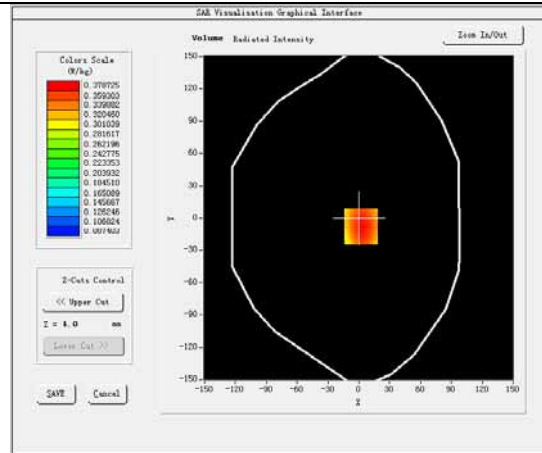 SAR Visualisation Graphical Interface
Volume Radiated Intensity
Zoom In/Out
Colors Scale
(W/kg)
0.378725
0.359303
0.339882
0.320460
0.301039
0.281617
0.262196
0.242775
0.223353
0.203932
0.184510
0.165089
0.145667
0.126246
0.106824
0.087403
Z-Cuts Control
<< Upper Cut
Z = 4.0 mm
Lower Cut >>
SAVE
Cancel
150
120
90
60
30
0
-30
-60
-90
-120
-150
Y
-150 -120 -90 -60 -30 0 30 60 90 120 150
X